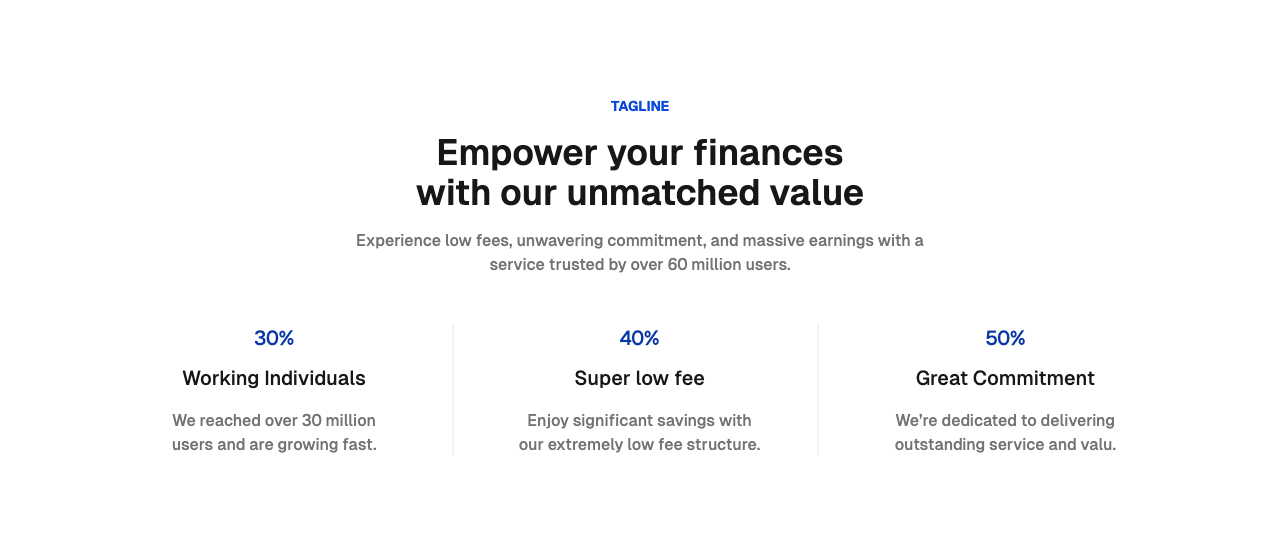 TAGLINE
Empower your finances
with our unmatched value
Experience low fees, unwavering commitment, and massive earnings with a
service trusted by over 60 million users.
30%
Working Individuals
We reached over 30 million
users and are growing fast.
40%
Super low fee
Enjoy significant savings with
our extremely low fee structure.
50%
Great Commitment
We’re dedicated to delivering
outstanding service and valu.